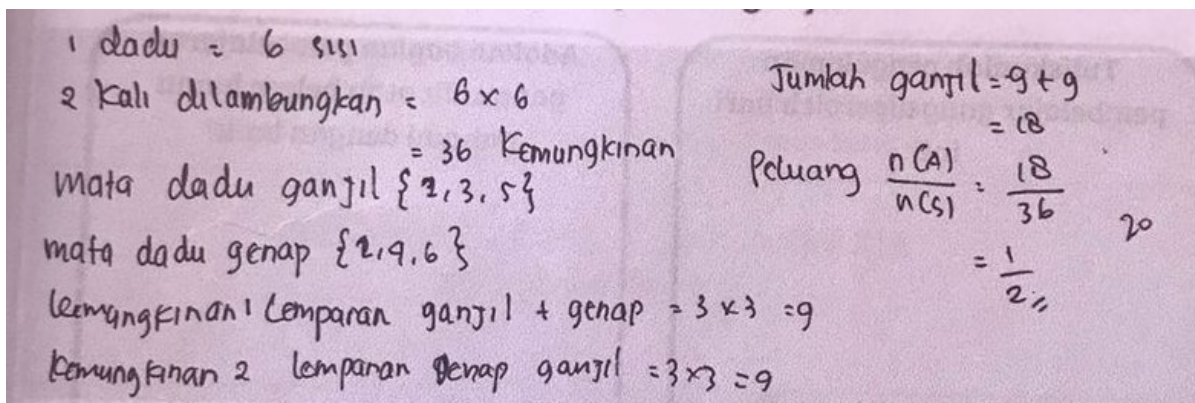 1 dadu = 6 sisi
2 kali dilambungkan = 6 x 6
= 36 kemungkinan
mata dadu ganjil {1, 3, 5}
mata dadu genap {2, 4, 6}
kemungkinan 1 lemparan ganjil + genap = 3 x 3 = 9
kemungkinan 2 lemparan genap ganjil = 3 x 3 = 9
Jumlah ganjil = 9 + 9
= 18
Peluang n(A)/n(S) = 18/36
= 1/2 //
20